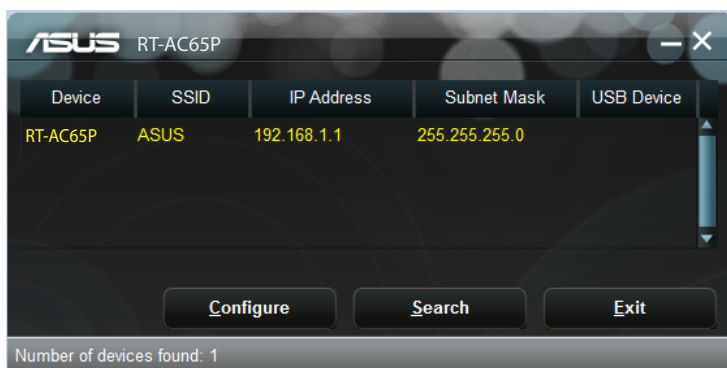 ASUS RT-AC65P
Device SSID IP Address Subnet Mask USB Device
RT-AC65P ASUS 192.168.1.1 255.255.255.0
Configure Search Exit
Number of devices found: 1